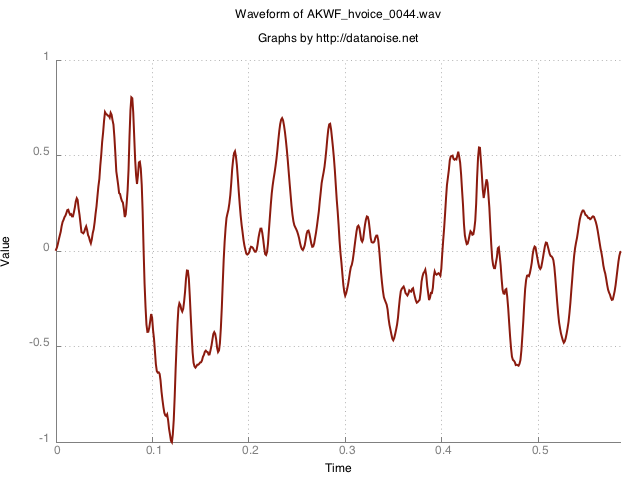 Waveform of AKWF_hvoice_0044.wav
Graphs by http://datanoise.net
1
0.5
0
-0.5
-1
Value
0 0.1 0.2 0.3 0.4 0.5
Time